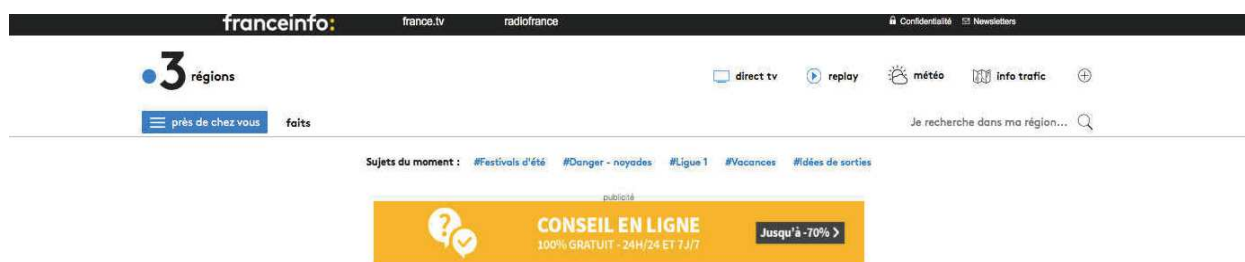 franceinfo: france.tv radiofrance Confidentialité Newsletters
3 régions direct tv replay météo info trafic
près de chez vous faits Je recherche dans ma région...
Sujets du moment : #Festivals d'été #Danger - noyades #Ligue 1 #Vacances #Idées de sorties
publicité
CONSEIL EN LIGNE
100% GRATUIT - 24H/24 ET 7J/7
Jusqu'à -70% >